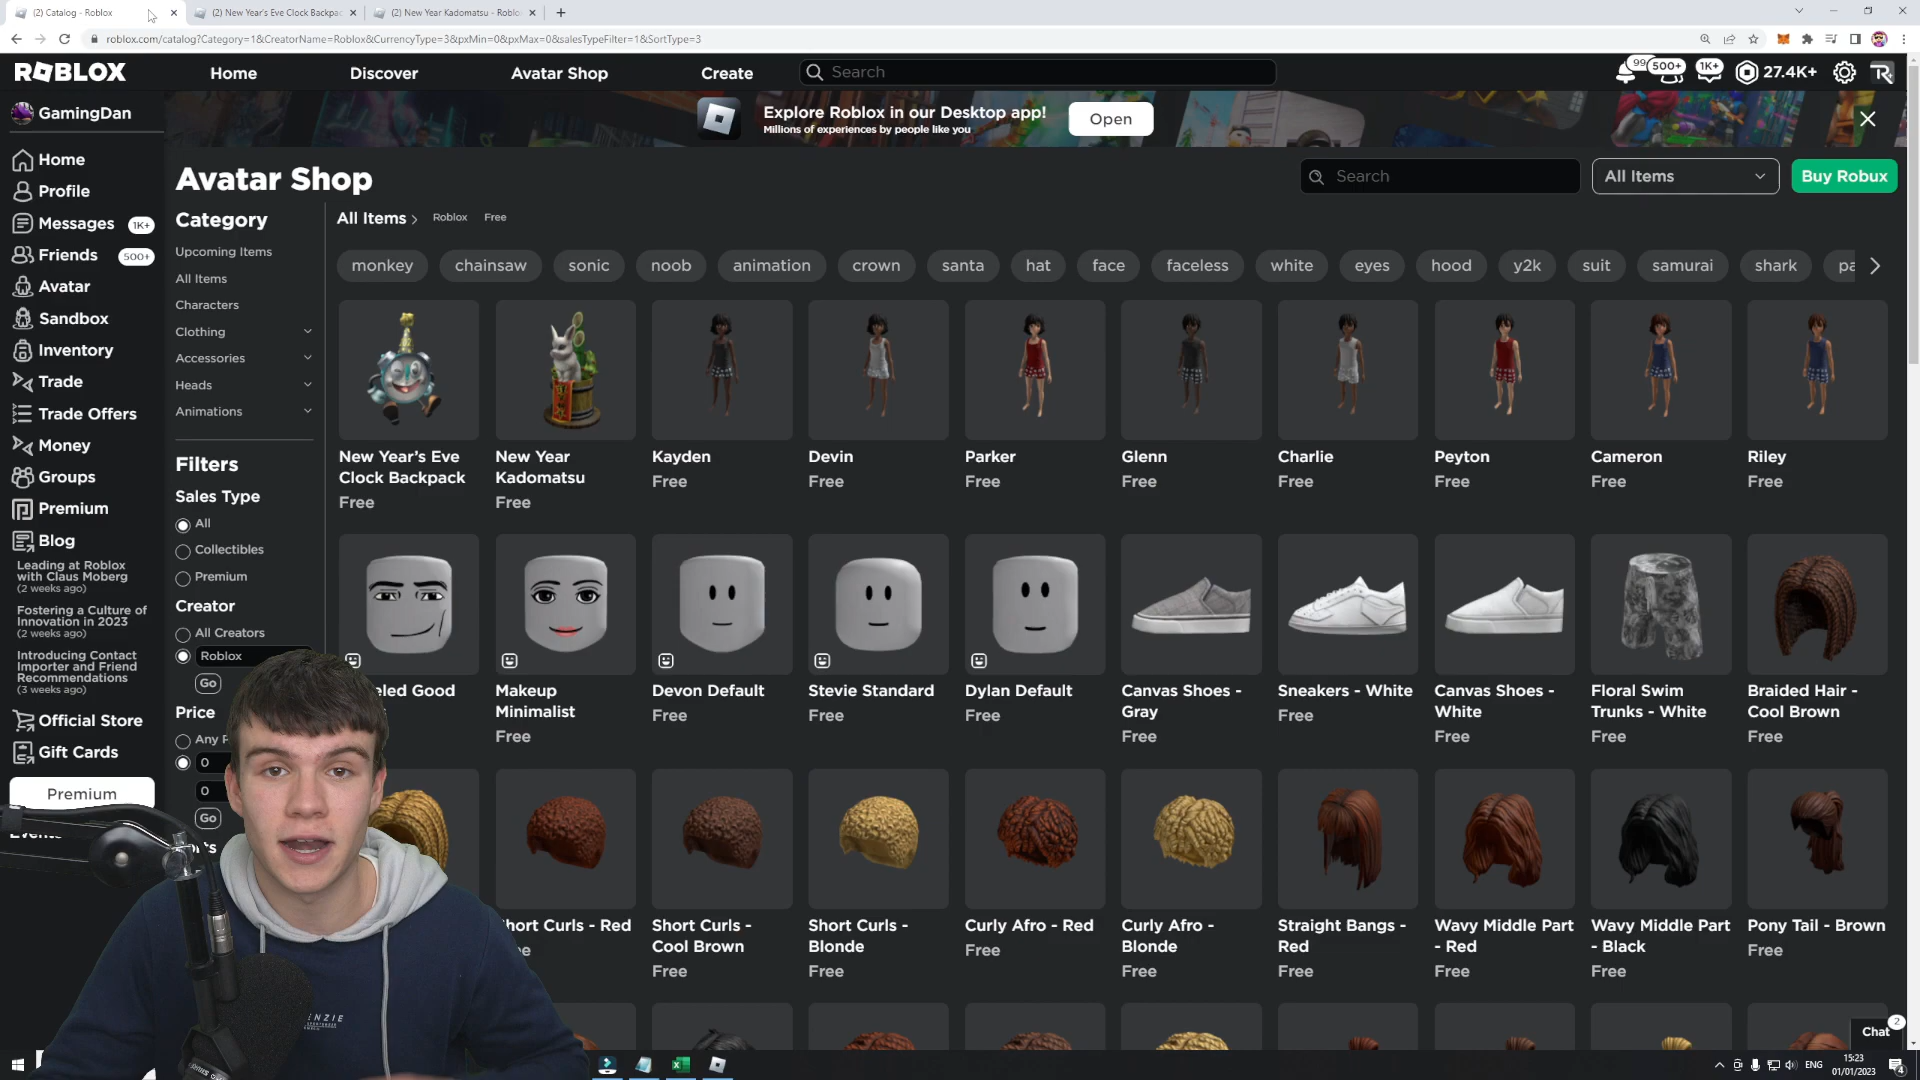 (2) Catalog - Roblox
(2) New Year's Eve Clock Backpac
(2) New Year Kadomatsu - Roblo
roblox.com/catalog?Category=1&CreatorName=Roblox&CurrencyType=3&pxMin=0&pxMax=0&salesTypeFilter=1&SortType=3
ROBLOX
Home
Discover
Avatar Shop
Create
Search
99
500+
1K+
27.4K+
GamingDan
Explore Roblox in our Desktop app!
Millions of experiences by people like you
Open
Home
Profile
Messages 1K+
Friends 500+
Avatar
Sandbox
Inventory
Trade
Trade Offers
Money
Groups
Premium
Blog
Leading at Roblox
with Claus Moberg
(2 weeks ago)
Fostering a Culture of
Innovation in 2023
(2 weeks ago)
Introducing Contact
Importer and Friend
Recommendations
(3 weeks ago)
Official Store
Gift Cards
Premium
Events
Avatar Shop
Search
All Items
Buy Robux
Category
Upcoming Items
All Items
Characters
Clothing
Accessories
Heads
Animations
Filters
Sales Type
All
Collectibles
Premium
Creator
All Creators
Roblox
Go
Price
Any P
0
0
Go
All Items > Roblox Free
monkey
chainsaw
sonic
noob
animation
crown
santa
hat
face
faceless
white
eyes
hood
y2k
suit
samurai
shark
pa
New Year's Eve
Clock Backpack
Free
New Year
Kadomatsu
Free
Kayden
Free
Devin
Free
Parker
Free
Glenn
Free
Charlie
Free
Peyton
Free
Cameron
Free
Riley
Free
eled Good
Makeup
Minimalist
Free
Devon Default
Free
Stevie Standard
Free
Dylan Default
Free
Canvas Shoes -
Gray
Free
Sneakers - White
Free
Canvas Shoes -
White
Free
Floral Swim
Trunks - White
Free
Braided Hair -
Cool Brown
Free
hort Curls - Red
ee
Short Curls -
Cool Brown
Free
Short Curls -
Blonde
Free
Curly Afro - Red
Free
Curly Afro -
Blonde
Free
Straight Bangs -
Red
Free
Wavy Middle Part
- Red
Free
Wavy Middle Part
- Black
Free
Pony Tail - Brown
Free
ENZIE
Chat
2
ENG
15:23
01/01/2023
4